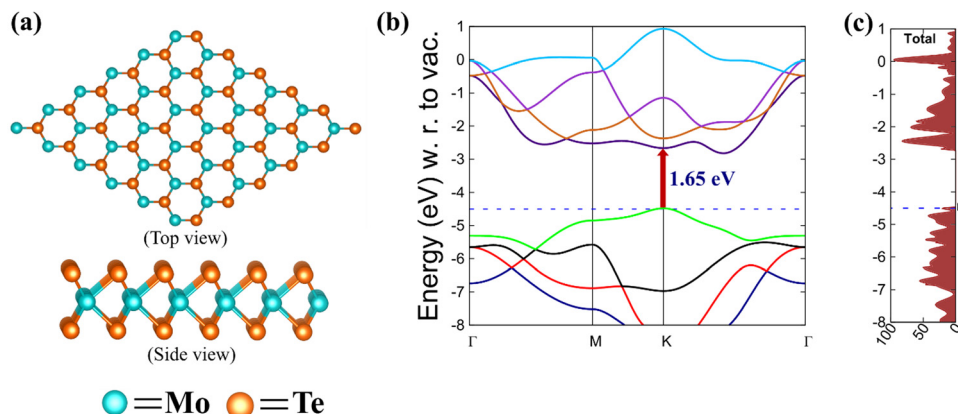 (a)
(Top view)
(Side view)
=Mo =Te
(b)
Energy (eV) w. r. to vac.
1
0
-1
-2
-3
-4
-5
-6
-7
-8
1.65 eV
Γ M K Γ
(c)
Total
1
0
-1
-2
-3
-4
-5
-6
-7
-8
100 50 0